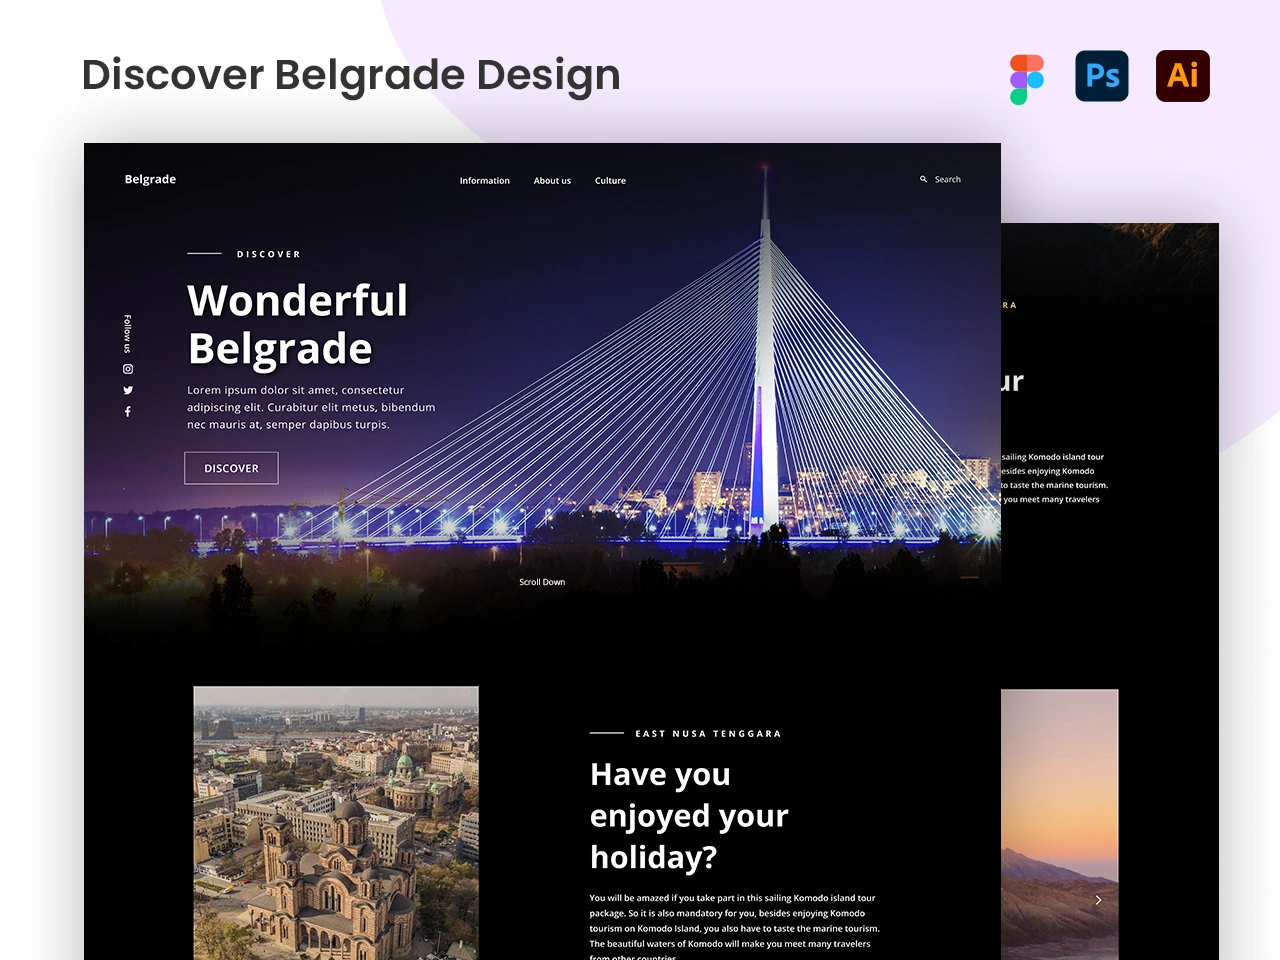 Discover Belgrade Design
Ps
Ai
Belgrade
Information
About us
Culture
Search
DISCOVER
Wonderful
Belgrade
Follow us
Lorem ipsum dolor sit amet, consectetur
adipiscing elit. Curabitur elit metus, bibendum
nec mauris at, semper dapibus turpis.
DISCOVER
Scroll Down
EAST NUSA TENGGARA
Have you
enjoyed your
holiday?
You will be amazed if you take part in this sailing Komodo island tour
package. So it is also mandatory for you, besides enjoying Komodo
tourism on Komodo Island, you also have to taste the marine tourism.
The beautiful waters of Komodo will make you meet many travelers
from other countries.
RA
ur
sailing Komodo island tour
esides enjoying Komodo
to taste the marine tourism.
you meet many travelers